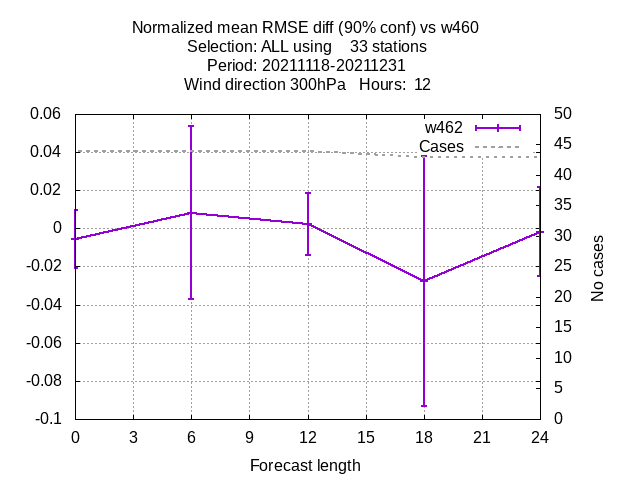 Normalized mean RMSE diff (90% conf) vs w460
Selection: ALL using    33 stations
Period: 20211118-20211231
Wind direction 300hPa   Hours:  12
0.06
0.04
0.02
0
-0.02
-0.04
-0.06
-0.08
-0.1
50
45
40
35
30
25
20
15
10
5
0
w462
Cases
No cases
0 3 6 9 12 15 18 21 24
Forecast length